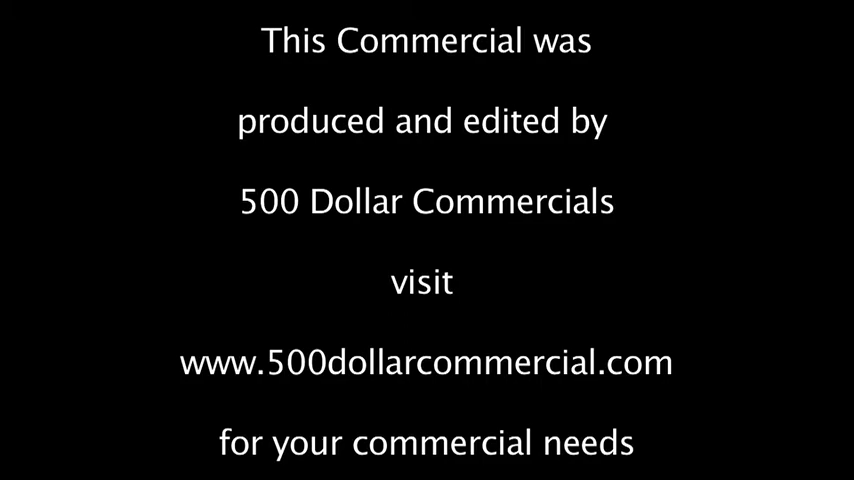 This Commercial was
produced and edited by
500 Dollar Commercials
visit
www.500dollarcommercial.com
for your commercial needs